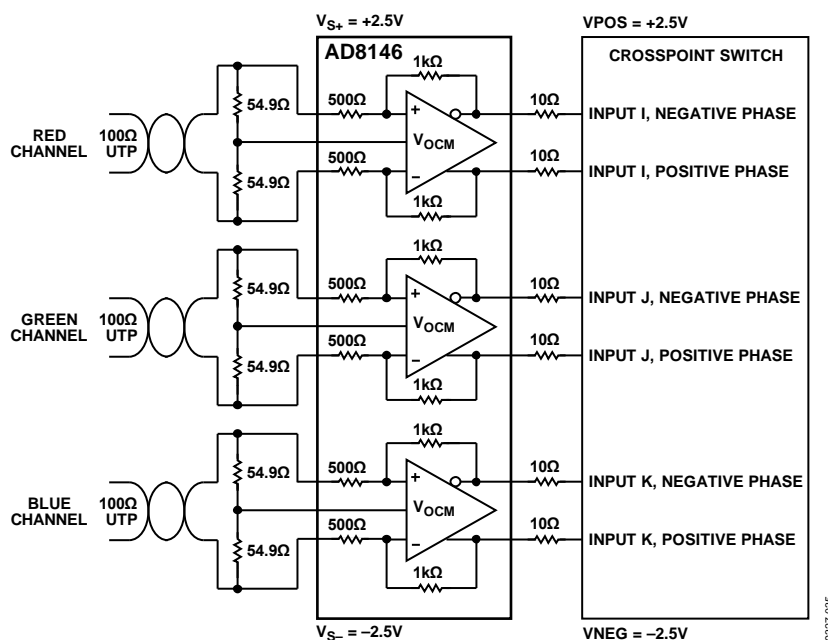 VS+ = +2.5V
VPOS = +2.5V
AD8146
CROSSPOINT SWITCH
RED
CHANNEL
100Ω
UTP
54.9Ω
54.9Ω
500Ω
500Ω
1kΩ
+
VOCM
–
1kΩ
10Ω
10Ω
INPUT I, NEGATIVE PHASE
INPUT I, POSITIVE PHASE
GREEN
CHANNEL
100Ω
UTP
54.9Ω
54.9Ω
500Ω
500Ω
1kΩ
+
VOCM
–
1kΩ
10Ω
10Ω
INPUT J, NEGATIVE PHASE
INPUT J, POSITIVE PHASE
BLUE
CHANNEL
100Ω
UTP
54.9Ω
54.9Ω
500Ω
500Ω
1kΩ
+
VOCM
–
1kΩ
10Ω
10Ω
INPUT K, NEGATIVE PHASE
INPUT K, POSITIVE PHASE
VS– = –2.5V
VNEG = –2.5V